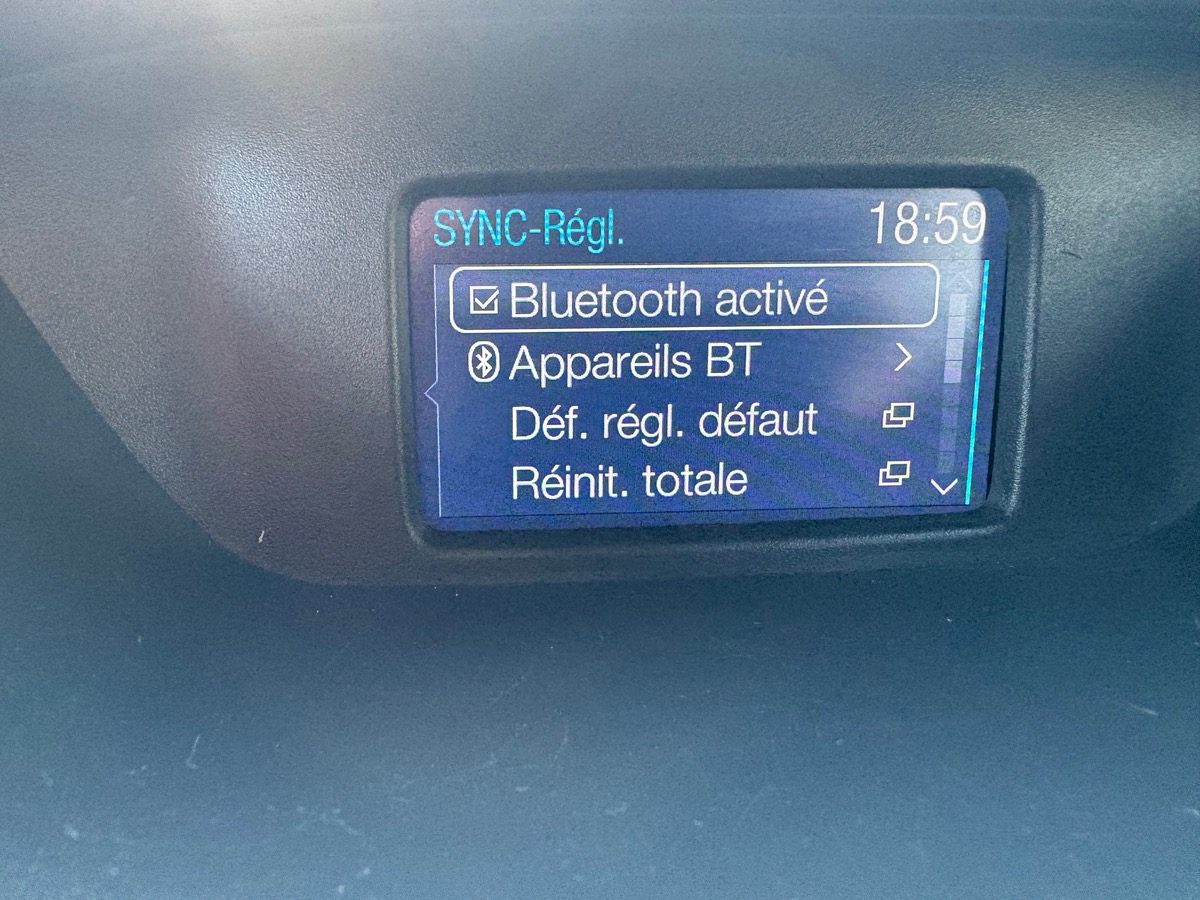 SYNC-Régl. 18:59
Bluetooth activé
Appareils BT
Déf. régl. défaut
Réinit. totale